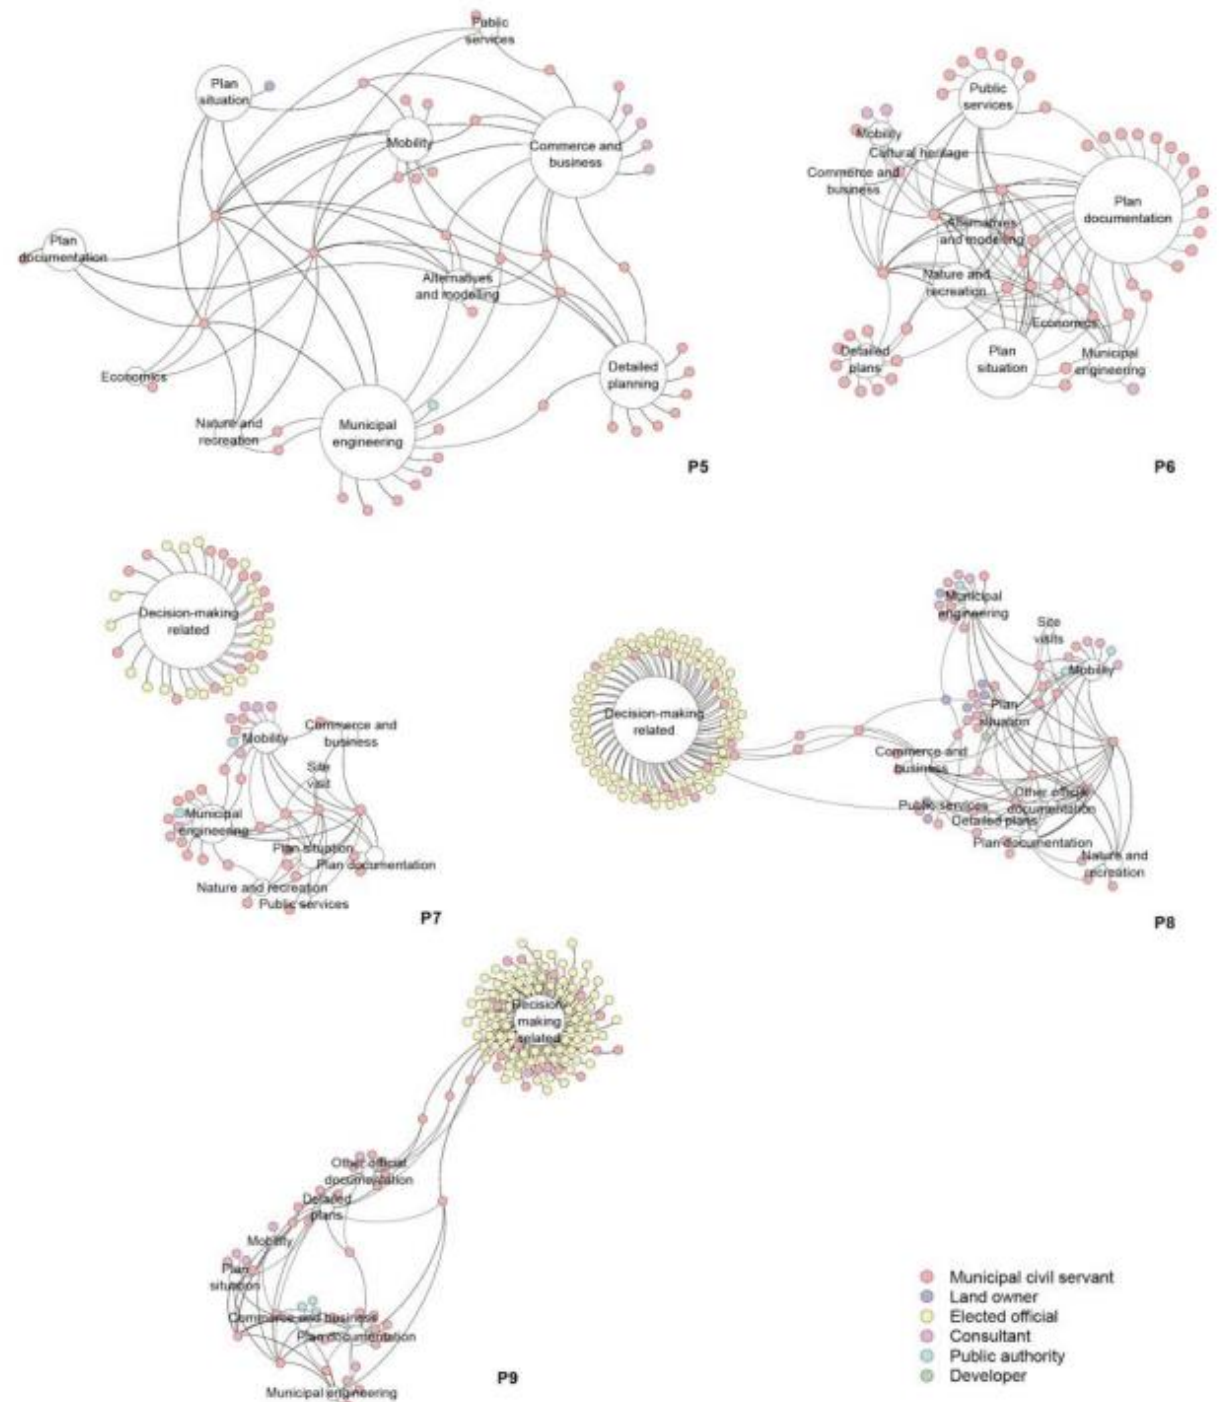 Public
services
Plan
situation
Mobility
Commerce and
business
Plan
documentation
Alternatives
and modelling
Economics
Detailed
planning
Nature and
recreation
Municipal
engineering
P5
Public
services
Mobility
Cultural heritage
Commerce and
business
Plan
documentation
Alternatives
and modelling
Nature and
recreation
Economics
Detailed
plans
Plan
situation
Municipal
engineering
P6
Decision-making
related
Mobility
Commerce and
business
Site
visit
Municipal
engineering
Plan situation
Plan documentation
Nature and recreation
Public services
P7
Municipal
engineering
Site
visits
Mobility
Decision-making
related
Plan
situation
Commerce and
business
Other official
documentation
Public services
Detailed plans
Plan documentation
Nature and
recreation
P8
Decision-
making
related
Other official
documentation
Detailed
plans
Mobility
Plan
situation
Commerce and business
Plan documentation
Municipal engineering
P9
Municipal civil servant
Land owner
Elected official
Consultant
Public authority
Developer